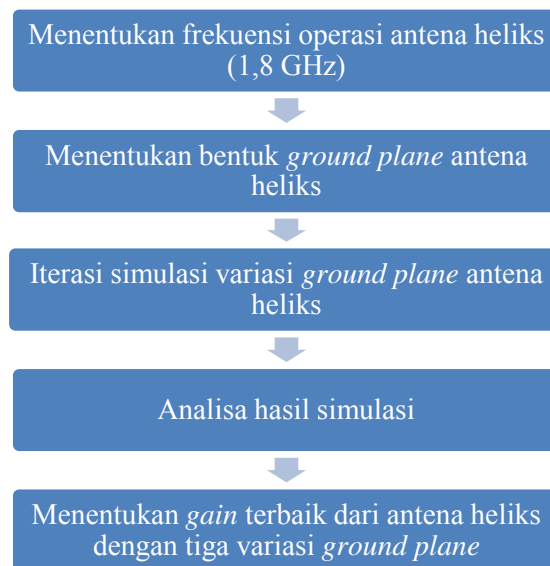 Menentukan frekuensi operasi antena heliks
(1,8 GHz)
Menentukan bentuk ground plane antena
heliks
Iterasi simulasi variasi ground plane antena
heliks
Analisa hasil simulasi
Menentukan gain terbaik dari antena heliks
dengan tiga variasi ground plane